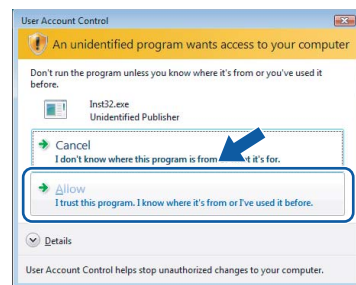 User Account Control
An unidentified program wants access to your computer
Don't run the program unless you know where it's from or you've used it
before.
Inst32.exe
Unidentified Publisher
Cancel
I don't know where this program is from it's for.
Allow
I trust this program. I know where it's from or I've used it before.
Details
User Account Control helps stop unauthorized changes to your computer.